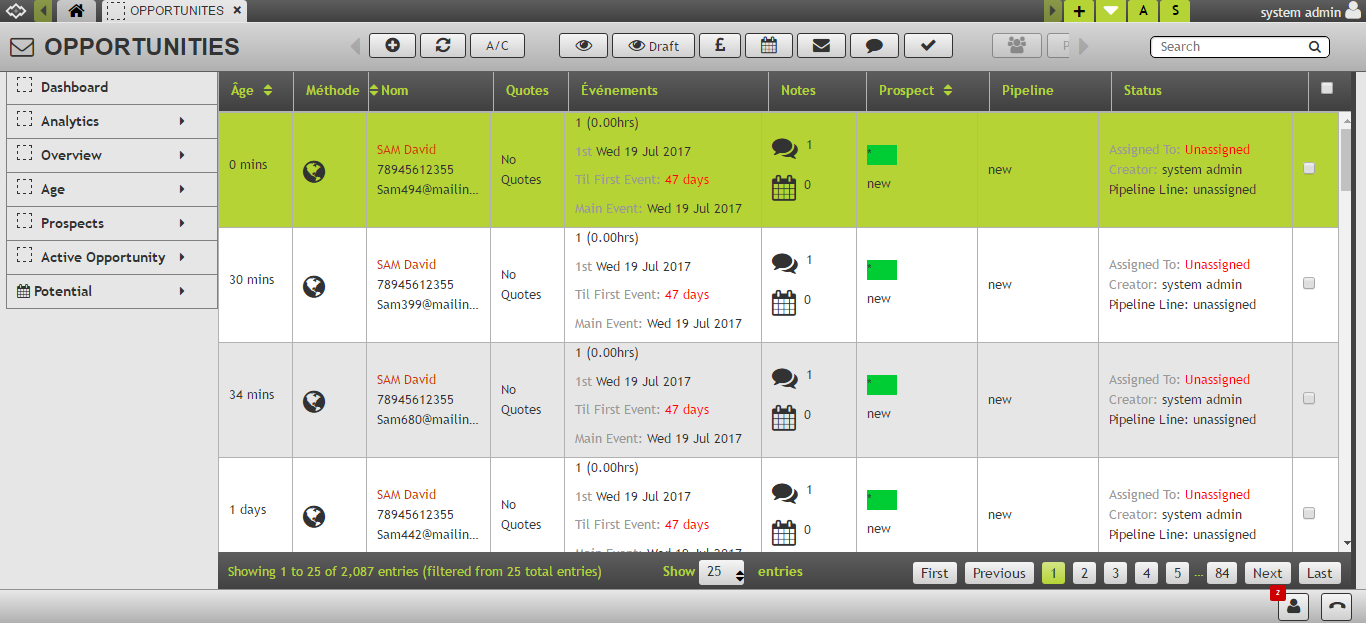 OPPORTUNITES ×
+ A S
system admin
OPPORTUNITIES
A/C
Draft
£
Search
Dashboard
Analytics
Overview
Age
Prospects
Active Opportunity
Potential
Âge Méthode Nom Quotes Événements Notes Prospect Pipeline Status
0 mins
SAM David
78945612355
Sam494@mailin...
No
Quotes
1 (0.00hrs)
1st Wed 19 Jul 2017
Til First Event: 47 days
Main Event: Wed 19 Jul 2017
1
0
*
new
new
Assigned To: Unassigned
Creator: system admin
Pipeline Line: unassigned
30 mins
SAM David
78945612355
Sam399@mailin...
No
Quotes
1 (0.00hrs)
1st Wed 19 Jul 2017
Til First Event: 47 days
Main Event: Wed 19 Jul 2017
1
0
*
new
new
Assigned To: Unassigned
Creator: system admin
Pipeline Line: unassigned
34 mins
SAM David
78945612355
Sam680@mailin...
No
Quotes
1 (0.00hrs)
1st Wed 19 Jul 2017
Til First Event: 47 days
Main Event: Wed 19 Jul 2017
1
0
*
new
new
Assigned To: Unassigned
Creator: system admin
Pipeline Line: unassigned
1 days
SAM David
78945612355
Sam442@mailin...
No
Quotes
1 (0.00hrs)
1st Wed 19 Jul 2017
Til First Event: 47 days
Main Event: Wed 19 Jul 2017
1
0
*
new
new
Assigned To: Unassigned
Creator: system admin
Pipeline Line: unassigned
Showing 1 to 25 of 2,087 entries (filtered from 25 total entries)
Show 25 entries
First Previous 1 2 3 4 5 ... 84 Next Last
2